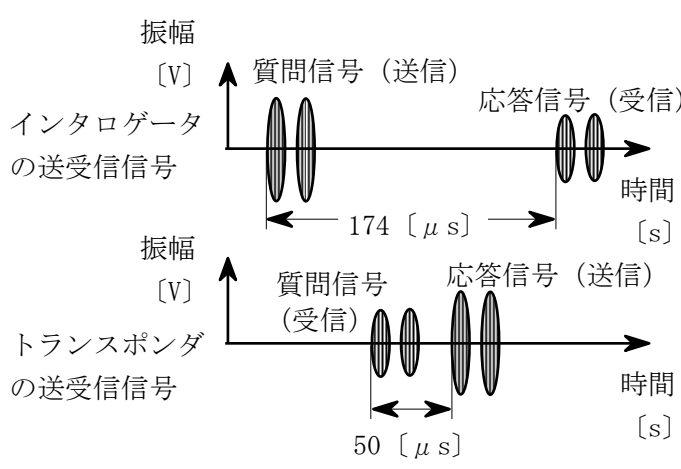 振幅
〔V〕
質問信号（送信）
応答信号（受信）
インタロゲータ
の送受信信号
時間
〔s〕
174〔μs〕
振幅
〔V〕
質問信号
（受信）
応答信号（送信）
トランスポンダ
の送受信信号
時間
〔s〕
50〔μs〕